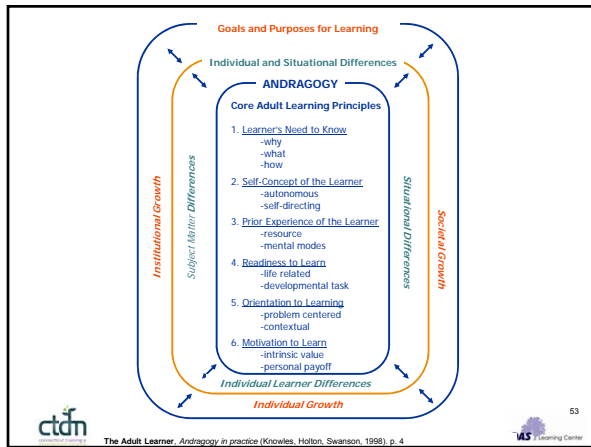 Goals and Purposes for Learning
Individual and Situational Differences
ANDRAGOGY
Core Adult Learning Principles
1. Learner's Need to Know
-why
-what
-how
2. Self-Concept of the Learner
-autonomous
-self-directing
3. Prior Experience of the Learner
-resource
-mental modes
4. Readiness to Learn
-life related
-developmental task
5. Orientation to Learning
-problem centered
-contextual
6. Motivation to Learn
-intrinsic value
-personal payoff
Institutional Growth
Subject Matter Differences
Situational Differences
Societal Growth
Individual Learner Differences
Individual Growth
53
ctdfn
connecticut training &
The Adult Learner, Andragogy in practice (Knowles, Holton, Swanson, 1998). p. 4
Learning Center